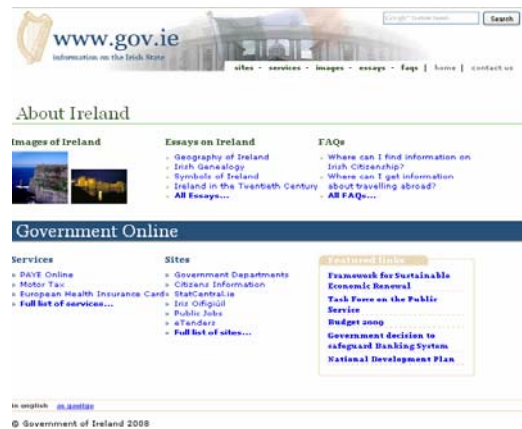 www.gov.ie
information on the Irish State
Search
sites - services - images - essays - faqs | home | contact us
About Ireland
Images of Ireland
Essays on Ireland
Geography of Ireland
Irish Genealogy
Symbols of Ireland
Ireland in the Twentieth Century
All Essays...
FAQs
Where can I find information on
Irish Citizenship?
Where can I get information
about travelling abroad?
All FAQs...
Government Online
Services
PAYE Online
Motor Tax
European Health Insurance Card
Full list of services...
Sites
Government Departments
Citizens Information
StatCentral.ie
Iris Oifigiúil
Public Jobs
eTenders
Full list of sites...
Featured links
Framework for Sustainable
Economic Renewal
Task Force on the Public
Service
Budget 2009
Government decision to
safeguard Banking System
National Development Plan
in english as gaeilge
© Government of Ireland 2008